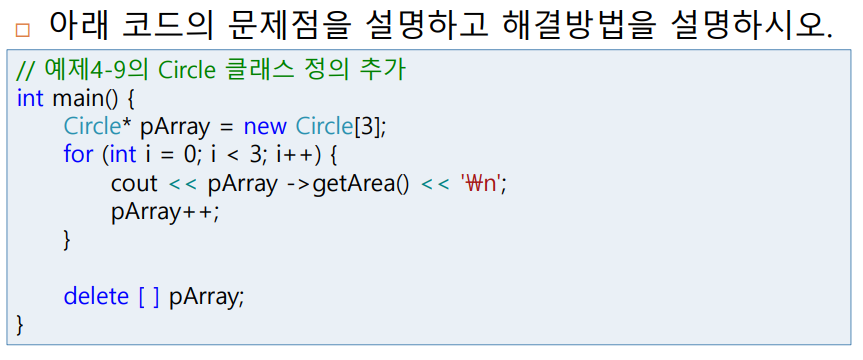 □ 아래 코드의 문제점을 설명하고 해결방법을 설명하시오.
// 예제4-9의 Circle 클래스 정의 추가
int main() {
Circle* pArray = new Circle[3];
for (int i = 0; i < 3; i++) {
cout << pArray ->getArea() << '₩n';
pArray++;
}
delete [ ] pArray;
}